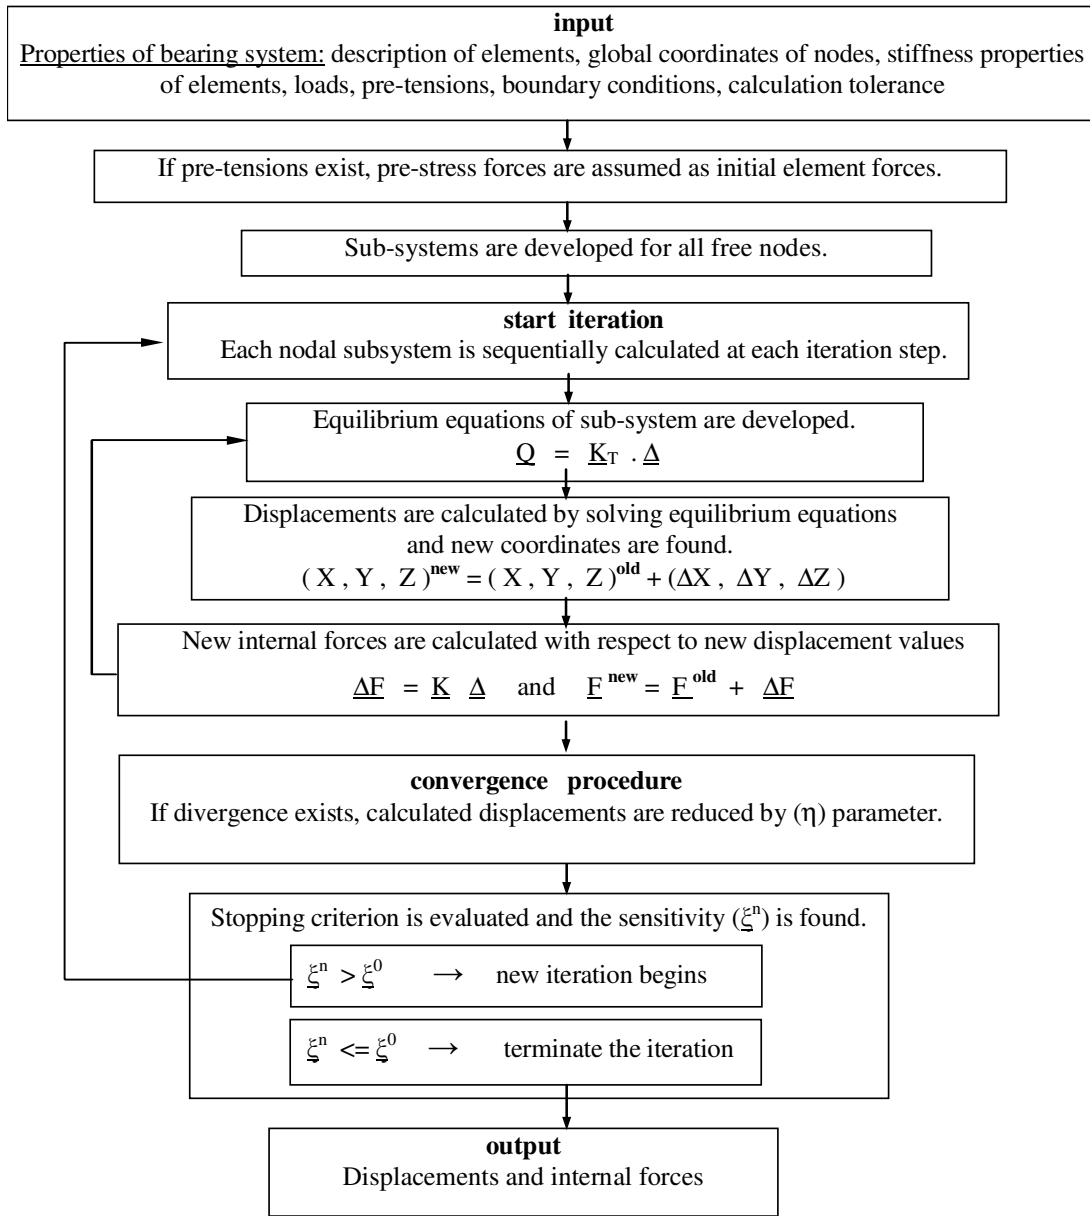 input
Properties of bearing system: description of elements, global coordinates of nodes, stiffness properties
of elements, loads, pre-tensions, boundary conditions, calculation tolerance
If pre-tensions exist, pre-stress forces are assumed as initial element forces.
Sub-systems are developed for all free nodes.
start iteration
Each nodal subsystem is sequentially calculated at each iteration step.
Equilibrium equations of sub-system are developed.
Q = K_T . Δ
Displacements are calculated by solving equilibrium equations
and new coordinates are found.
( X , Y , Z )^new = ( X , Y , Z )^old + (ΔX , ΔY , ΔZ )
New internal forces are calculated with respect to new displacement values
ΔF = K Δ and F^new = F^old + ΔF
convergence procedure
If divergence exists, calculated displacements are reduced by (η) parameter.
Stopping criterion is evaluated and the sensitivity (ξ^n) is found.
ξ^n > ξ^0 → new iteration begins
ξ^n <= ξ^0 → terminate the iteration
output
Displacements and internal forces